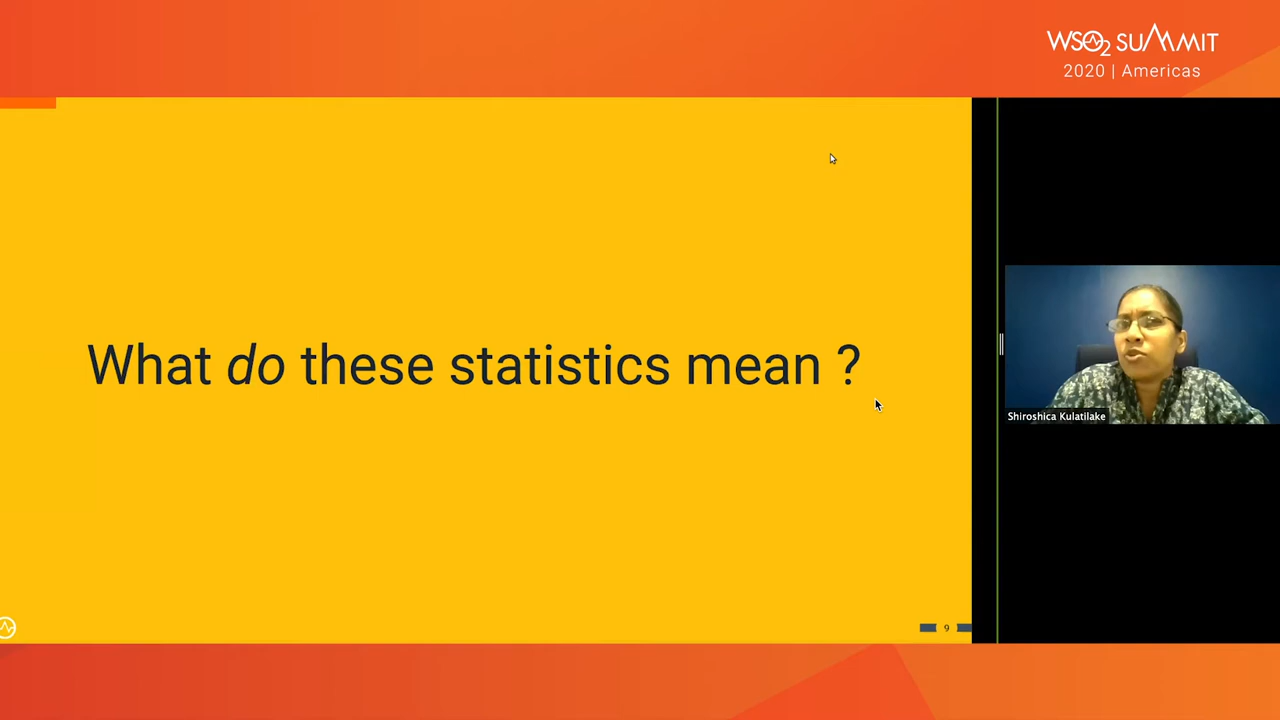 WSO2 SUMMIT
2020 | Americas
What do these statistics mean ?
Shiroshica Kulatilake
9